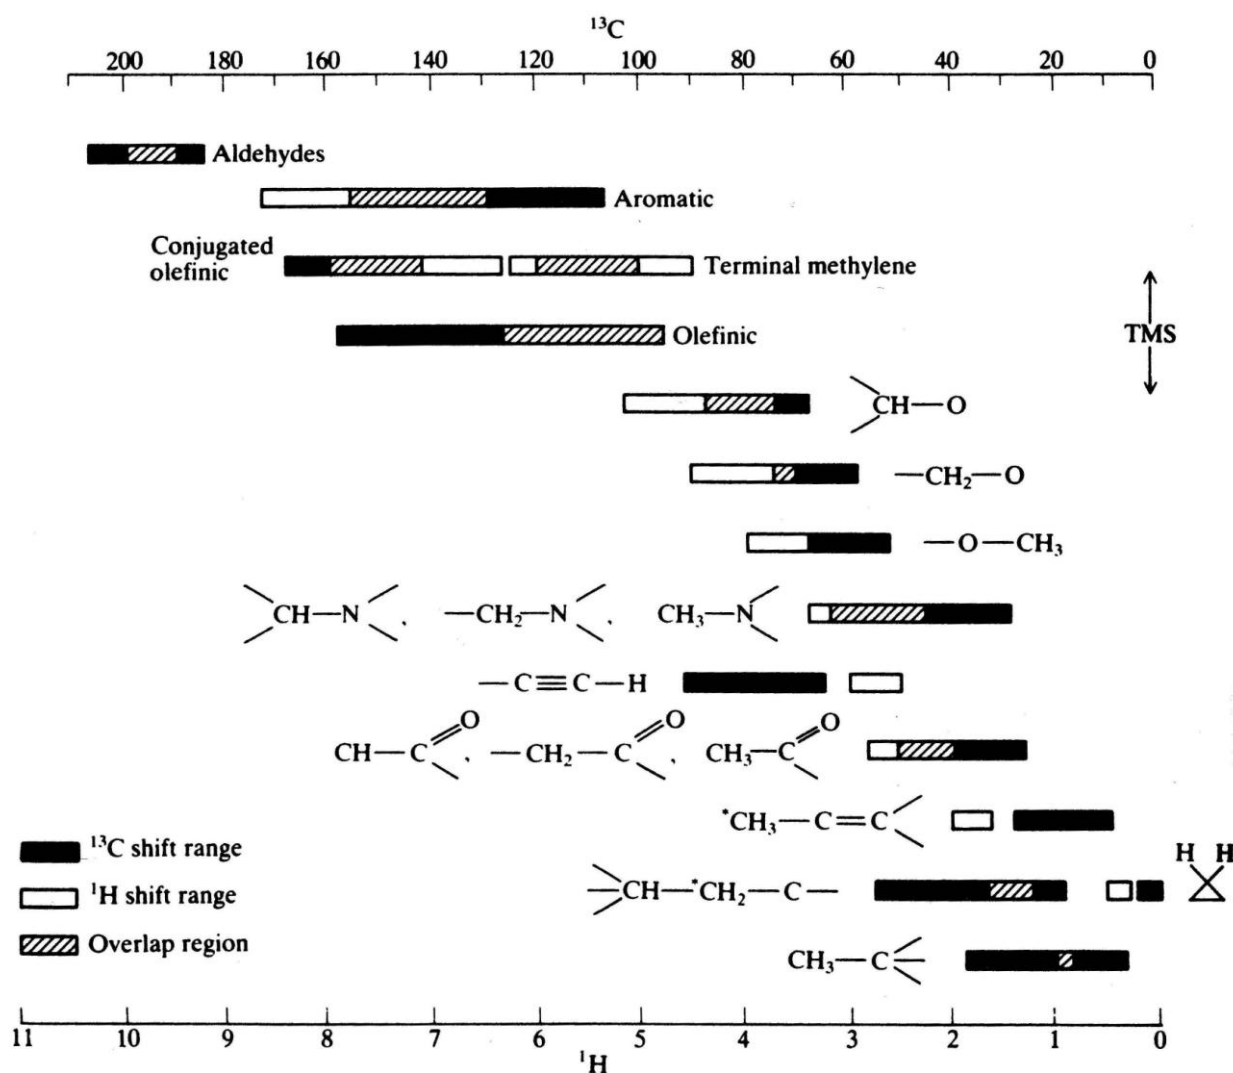 ¹³C
200 180 160 140 120 100 80 60 40 20 0
Aldehydes
Aromatic
Conjugated
olefinic
Terminal methylene
Olefinic
TMS
CH—O
—CH₂—O
—O—CH₃
CH—N, —CH₂—N, CH₃—N
—C≡C—H
CH—C=O, —CH₂—C=O, CH₃—C=O
*CH₃—C=C
¹³C shift range
¹H shift range
Overlap region
CH—*CH₂—C—
H H
CH₃—C
11 10 9 8 7 6 5 4 3 2 1 0
¹H